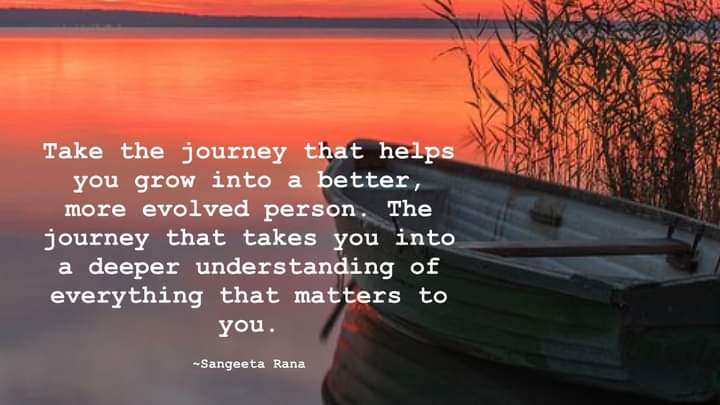 Take the journey that helps
you grow into a better,
more evolved person. The
journey that takes you into
a deeper understanding of
everything that matters to
you.
~Sangeeta Rana